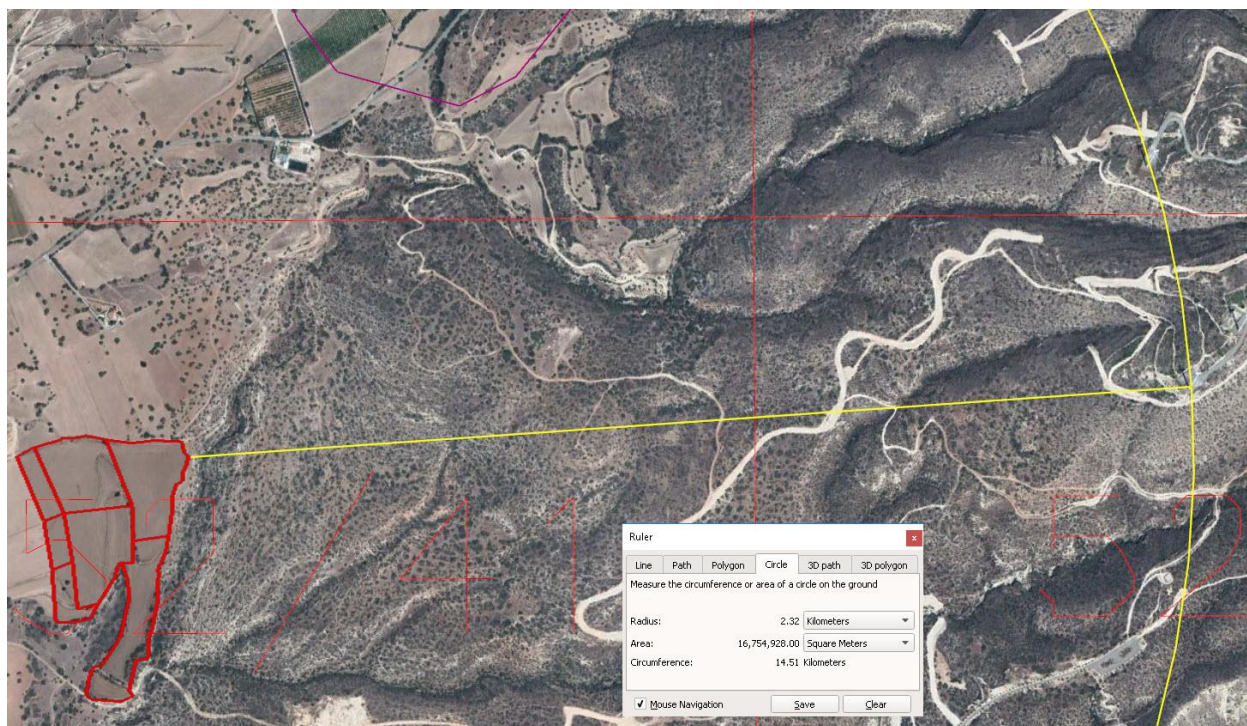 Ruler
Line Path Polygon Circle 3D path 3D polygon
Measure the circumference or area of a circle on the ground
Radius: 2.32 Kilometers
Area: 16,754,928.00 Square Meters
Circumference: 14.51 Kilometers
Mouse Navigation Save Clear